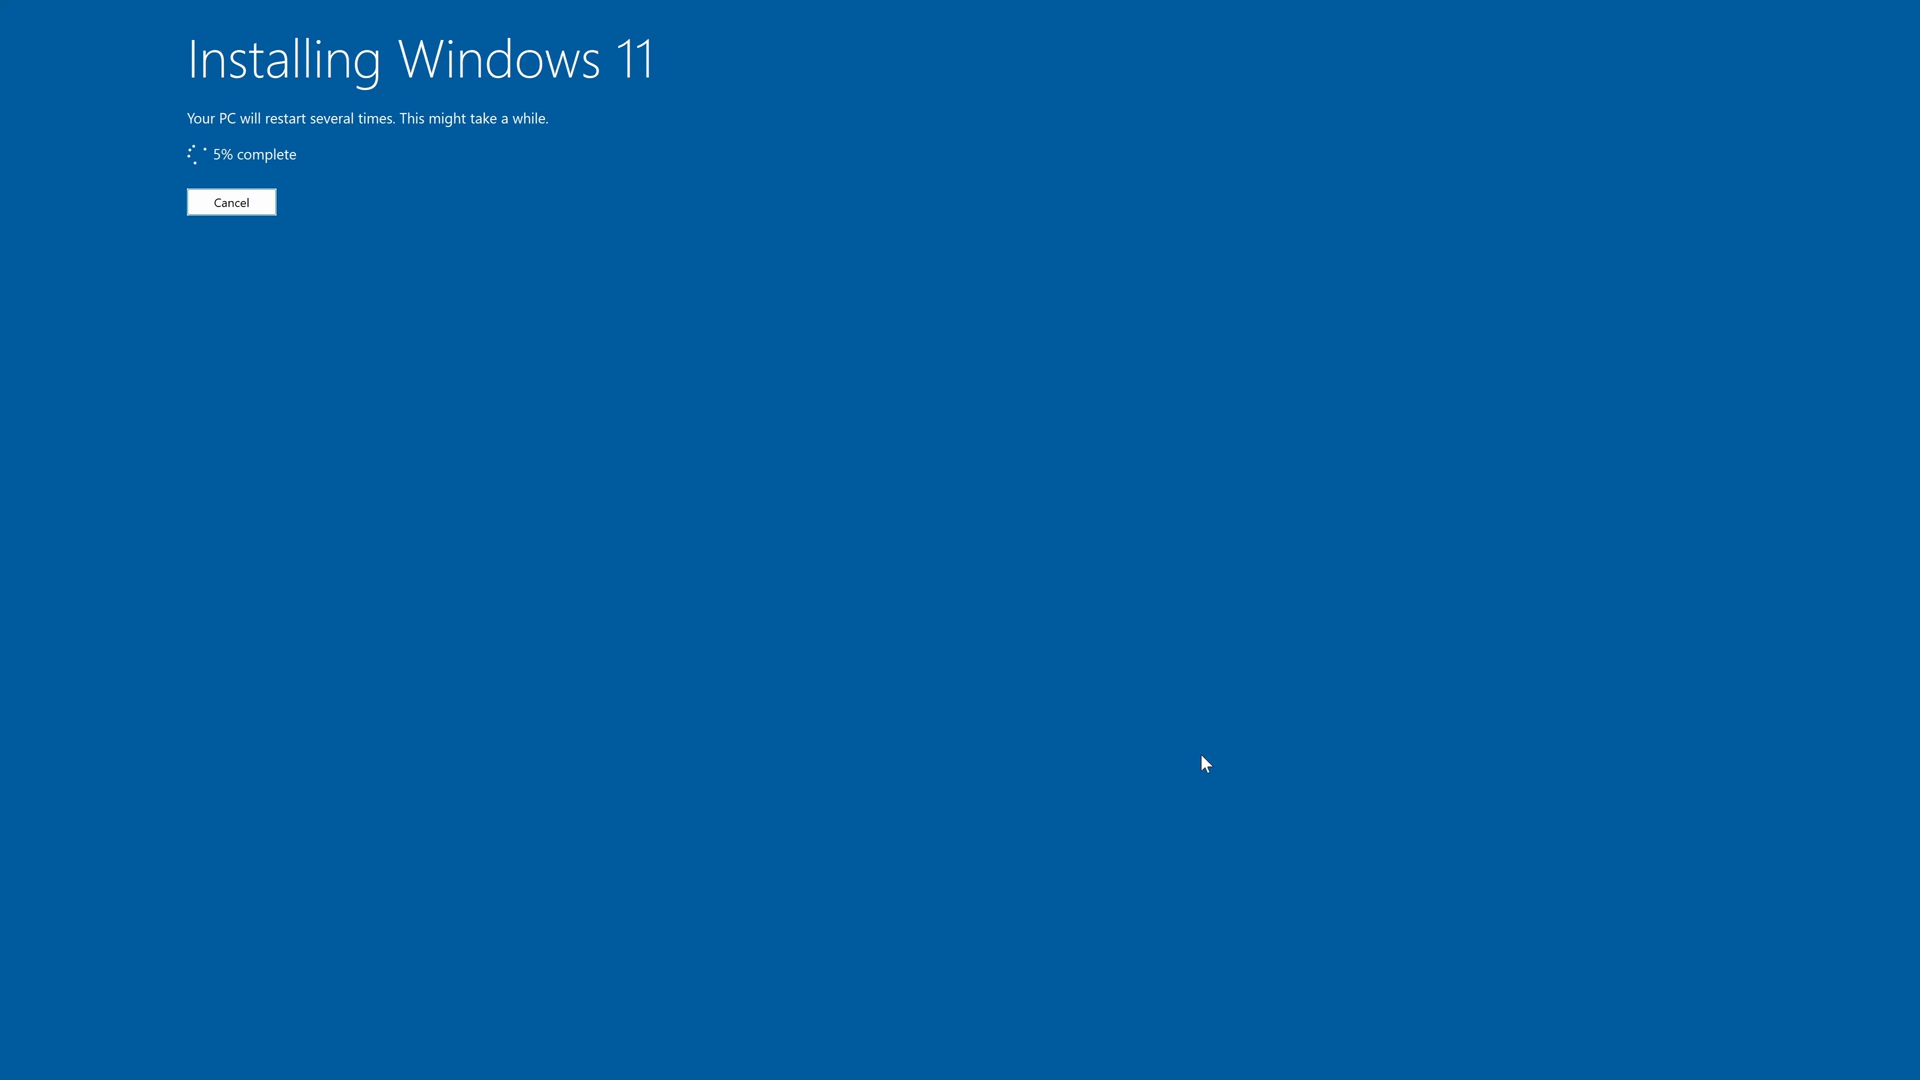 Installing Windows 11
Your PC will restart several times. This might take a while.
5% complete
Cancel